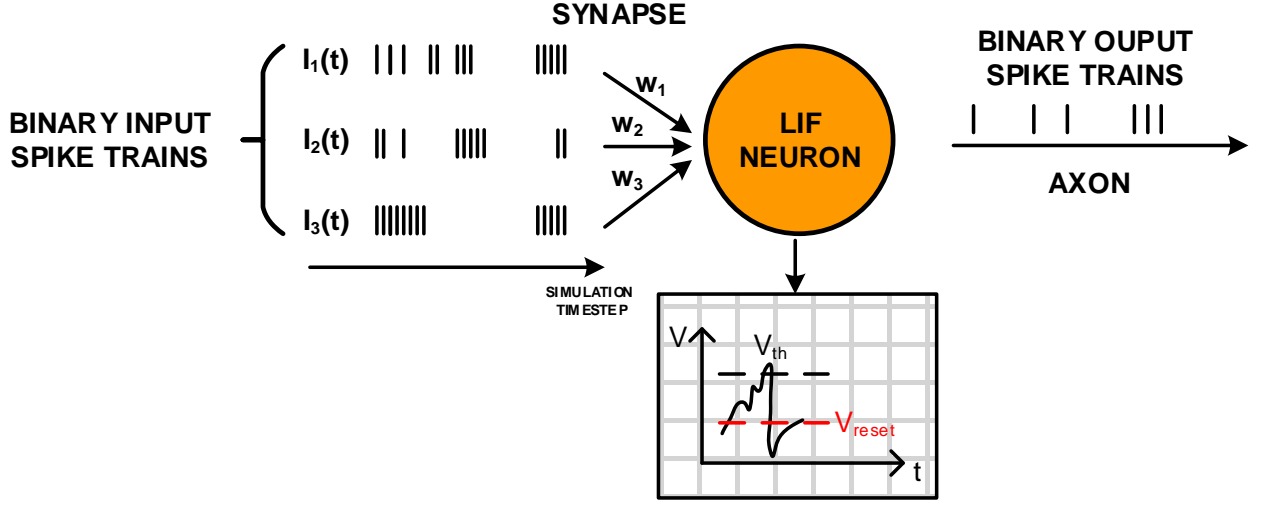 SYNAPSE
BINARY INPUT
SPIKE TRAINS
I₁(t)
I₂(t)
I₃(t)
SIMULATION
TIMESTEP
w₁
w₂
w₃
LIF
NEURON
BINARY OUPUT
SPIKE TRAINS
AXON
V
Vth
Vreset
t